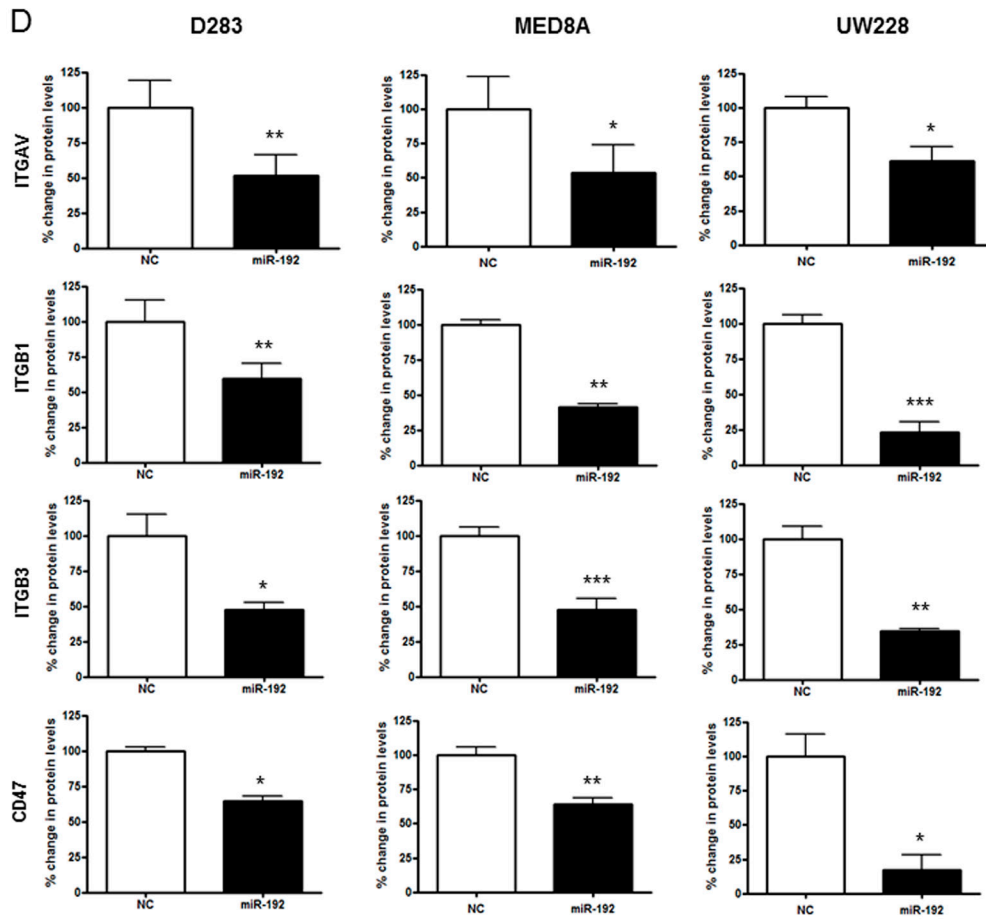 D
D283 MED8A UW228
ITGAV
% change in protein levels
125
100
75
50
25
0
**
NC miR-192
% change in protein levels
125
100
75
50
25
0
*
NC miR-192
% change in protein levels
125
100
75
50
25
0
*
NC miR-192
ITGB1
% change in protein levels
125
100
75
50
25
0
**
NC miR-192
% change in protein levels
125
100
75
50
25
0
**
NC miR-192
% change in protein levels
125
100
75
50
25
0
***
NC miR-192
ITGB3
% change in protein levels
125
100
75
50
25
0
*
NC miR-192
% change in protein levels
125
100
75
50
25
0
***
NC miR-192
% change in protein levels
125
100
75
50
25
0
**
NC miR-192
CD47
% change in protein levels
125
100
75
50
25
0
*
NC miR-192
% change in protein levels
125
100
75
50
25
0
**
NC miR-192
% change in protein levels
125
100
75
50
25
0
*
NC miR-192